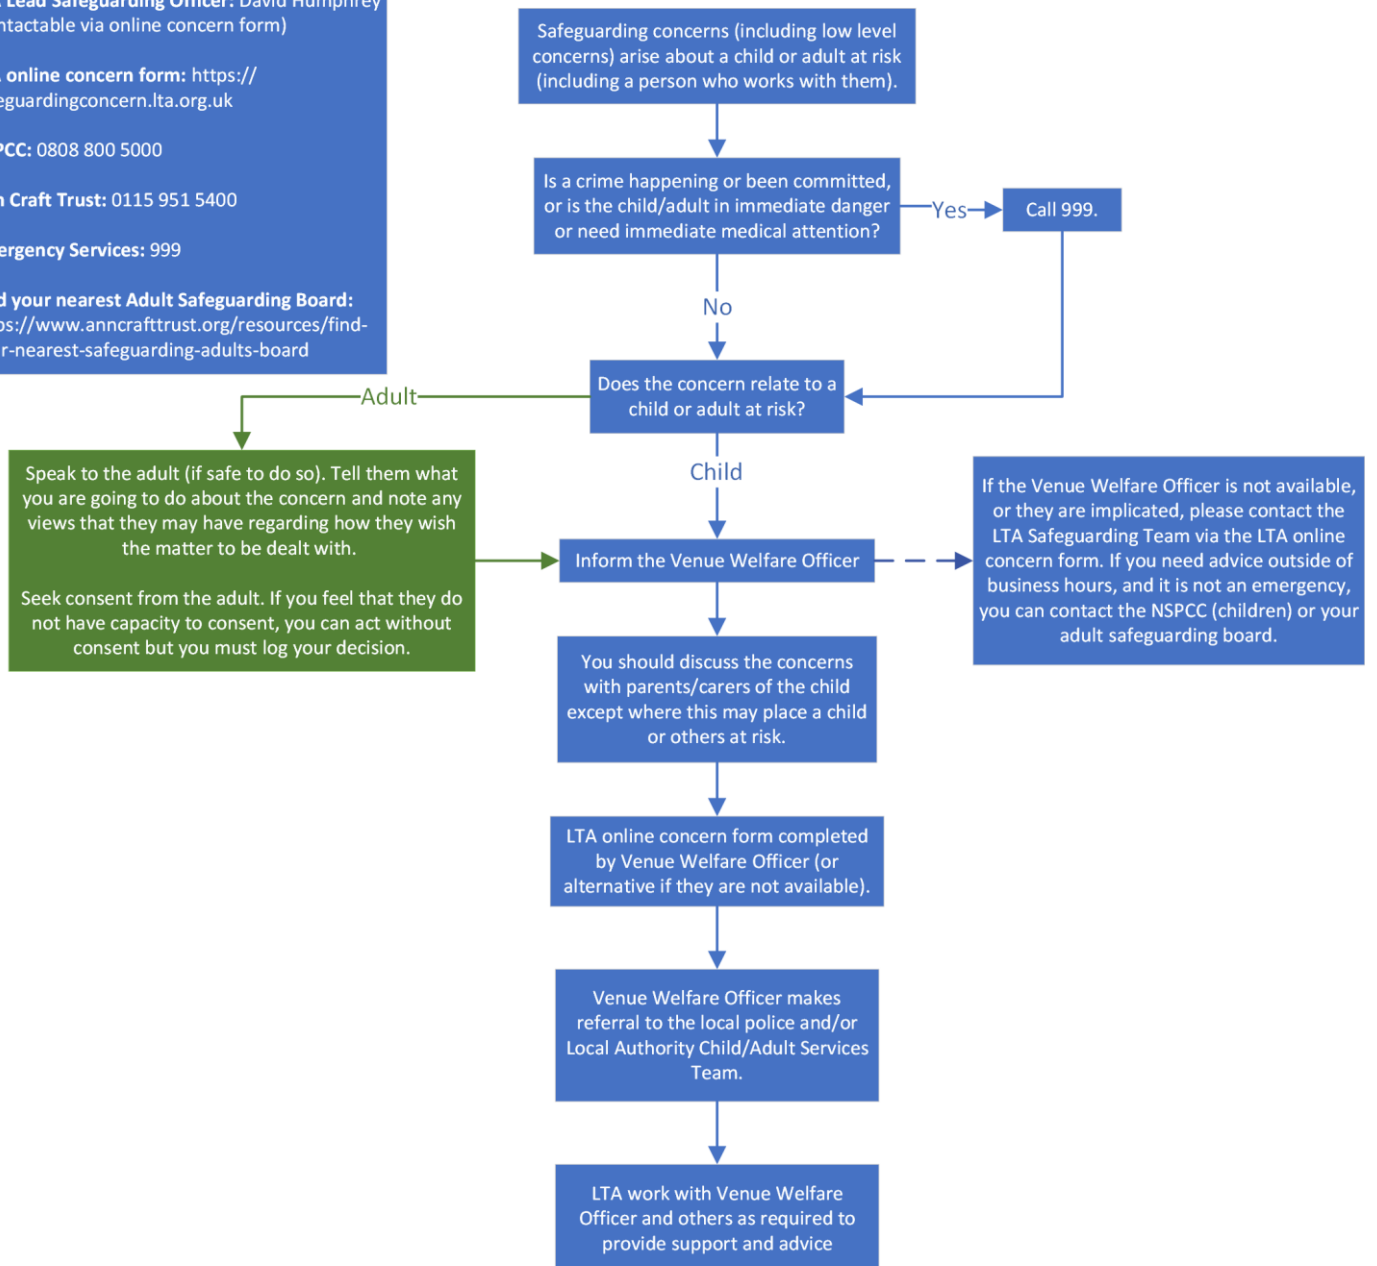 Lead Safeguarding Officer: David Humphrey
ntactable via online concern form)
online concern form: https://
eguardingconcern.lta.org.uk
PCC: 0808 800 5000
n Craft Trust: 0115 951 5400
ergency Services: 999
d your nearest Adult Safeguarding Board:
ps://www.anncrafttrust.org/resources/find-
r-nearest-safeguarding-adults-board
Safeguarding concerns (including low level
concerns) arise about a child or adult at risk
(including a person who works with them).
Is a crime happening or been committed,
or is the child/adult in immediate danger
or need immediate medical attention?
Yes
Call 999.
No
Does the concern relate to a
child or adult at risk?
Adult
Child
Speak to the adult (if safe to do so). Tell them what
you are going to do about the concern and note any
views that they may have regarding how they wish
the matter to be dealt with.
Seek consent from the adult. If you feel that they do
not have capacity to consent, you can act without
consent but you must log your decision.
Inform the Venue Welfare Officer
If the Venue Welfare Officer is not available,
or they are implicated, please contact the
LTA Safeguarding Team via the LTA online
concern form. If you need advice outside of
business hours, and it is not an emergency,
you can contact the NSPCC (children) or your
adult safeguarding board.
You should discuss the concerns
with parents/carers of the child
except where this may place a child
or others at risk.
LTA online concern form completed
by Venue Welfare Officer (or
alternative if they are not available).
Venue Welfare Officer makes
referral to the local police and/or
Local Authority Child/Adult Services
Team.
LTA work with Venue Welfare
Officer and others as required to
provide support and advice